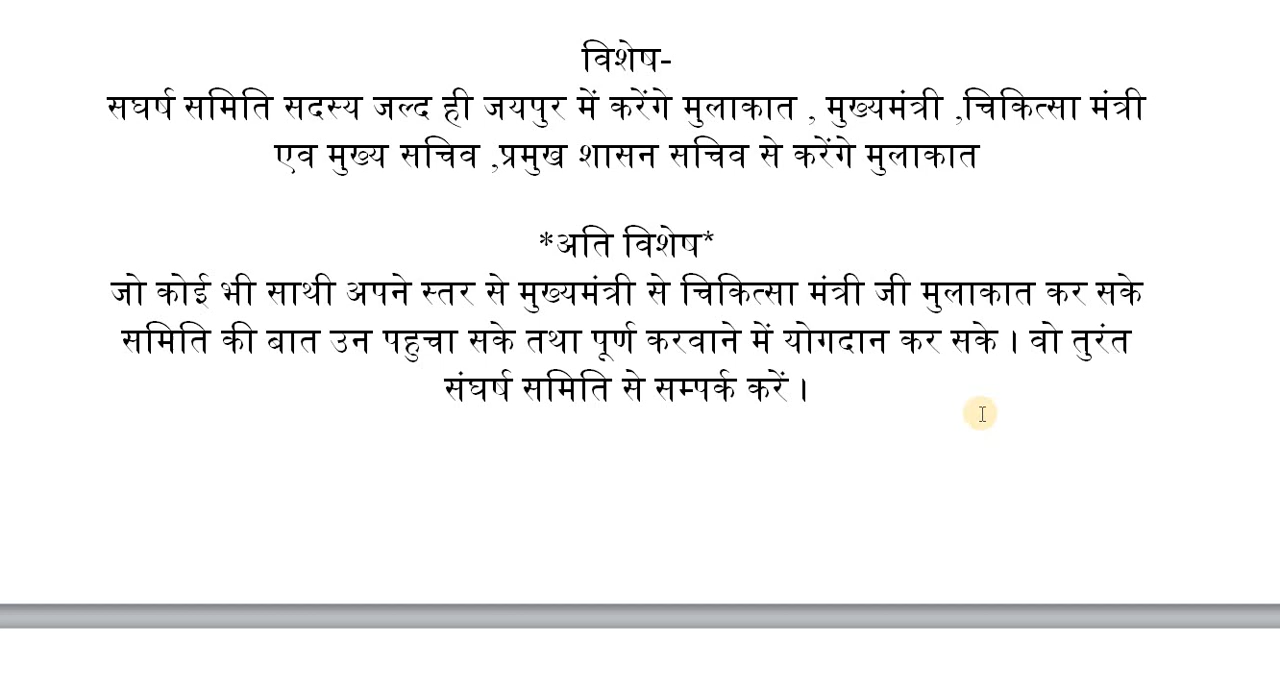 विशेष-
सघर्ष समिति सदस्य जल्द ही जयपुर में करेंगे मुलाकात , मुख्यमंत्री ,चिकित्सा मंत्री
एव मुख्य सचिव ,प्रमुख शासन सचिव से करेंगे मुलाकात
*अति विशेष*
जो कोई भी साथी अपने स्तर से मुख्यमंत्री से चिकित्सा मंत्री जी मुलाकात कर सके
समिति की बात उन पहुचा सके तथा पूर्ण करवाने में योगदान कर सके । वो तुरंत
संघर्ष समिति से सम्पर्क करें ।